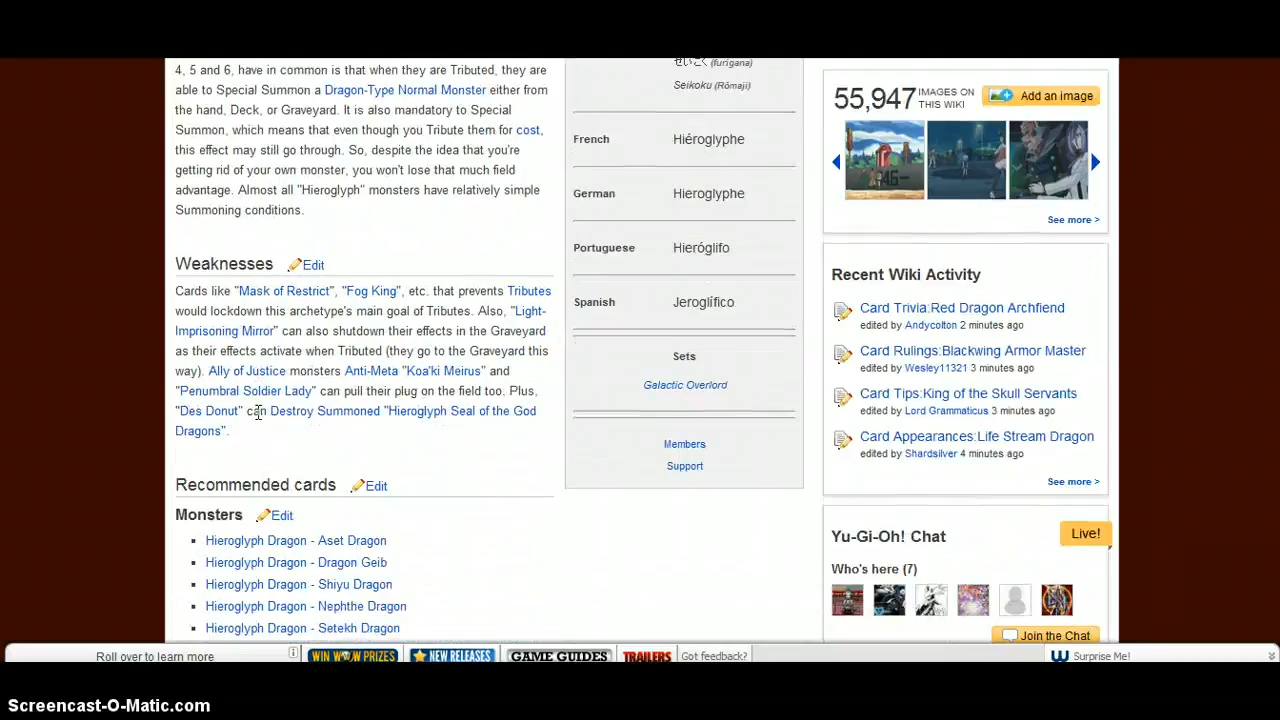 4, 5 and 6, have in common is that when they are Tributed, they are
able to Special Summon a Dragon-Type Normal Monster either from
the hand, Deck, or Graveyard. It is also mandatory to Special
Summon, which means that even though you Tribute them for cost,
this effect may still go through. So, despite the idea that you're
getting rid of your own monster, you won't lose that much field
advantage. Almost all "Hieroglyph" monsters have relatively simple
Summoning conditions.
Weaknesses Edit
Cards like "Mask of Restrict", "Fog King", etc. that prevents Tributes
would lockdown this archetype's main goal of Tributes. Also, "Light-
Imprisoning Mirror" can also shutdown their effects in the Graveyard
as their effects activate when Tributed (they go to the Graveyard this
way). Ally of Justice monsters Anti-Meta "Koa'ki Meirus" and
"Penumbral Soldier Lady" can pull their plug on the field too. Plus,
"Des Donut" can Destroy Summoned "Hieroglyph Seal of the God
Dragons".
Recommended cards Edit
Monsters Edit
Hieroglyph Dragon - Aset Dragon
Hieroglyph Dragon - Dragon Geib
Hieroglyph Dragon - Shiyu Dragon
Hieroglyph Dragon - Nephthe Dragon
Hieroglyph Dragon - Setekh Dragon
せいこく (furigana)
Seikoku (Rōmaji)
French Hiéroglyphe
German Hieroglyphe
Portuguese Hieróglifo
Spanish Jeroglífico
Sets
Galactic Overlord
Members
Support
55,947 IMAGES ON THIS WIKI Add an image
See more >
Recent Wiki Activity
Card Trivia:Red Dragon Archfiend
edited by Andycolton 2 minutes ago
Card Rulings:Blackwing Armor Master
edited by Wesley11321 3 minutes ago
Card Tips:King of the Skull Servants
edited by Lord Grammaticus 3 minutes ago
Card Appearances:Life Stream Dragon
edited by Shardsilver 4 minutes ago
See more >
Yu-Gi-Oh! Chat Live!
Who's here (7)
Join the Chat
Roll over to learn more WIN WOW PRIZES NEW RELEASES GAME GUIDES TRAILERS Got feedback? Surprise Me!
Screencast-O-Matic.com